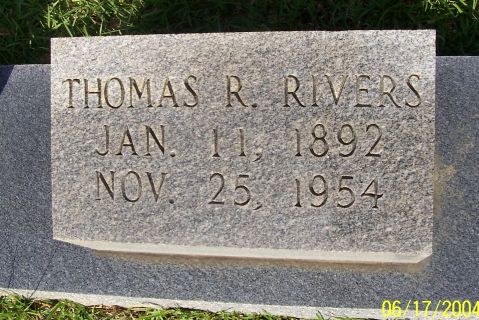 THOMAS R. RIVERS
JAN. 11, 1892
NOV. 25, 1954
06/17/2004